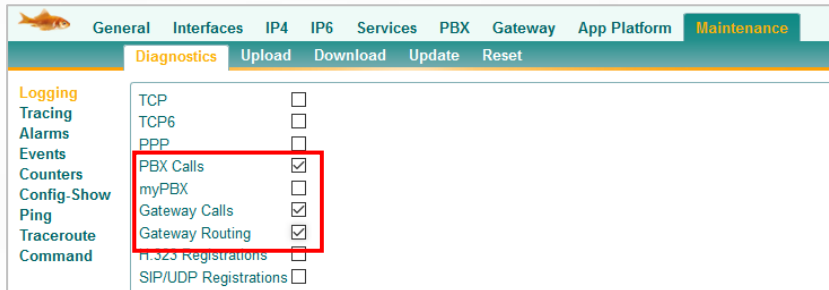 General Interfaces IP4 IP6 Services PBX Gateway App Platform Maintenance
Diagnostics Upload Download Update Reset
Logging
Tracing
Alarms
Events
Counters
Config-Show
Ping
Traceroute
Command
TCP
TCP6
PPP
PBX Calls
myPBX
Gateway Calls
Gateway Routing
H.323 Registrations
SIP/UDP Registrations